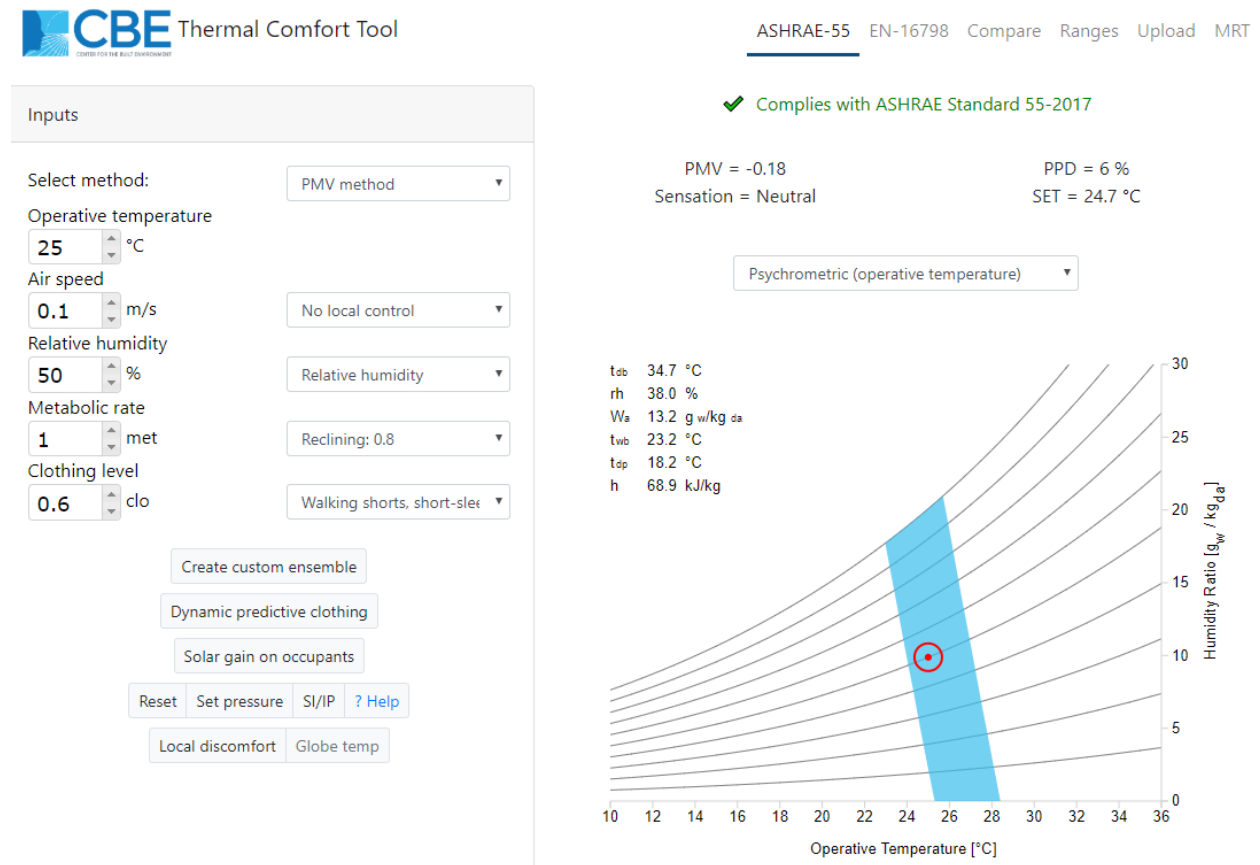 CBE Thermal Comfort Tool
CENTER FOR THE BUILT ENVIRONMENT
ASHRAE-55 EN-16798 Compare Ranges Upload MRT
Inputs
Select method: PMV method
Operative temperature
25 °C
Air speed
0.1 m/s No local control
Relative humidity
50 % Relative humidity
Metabolic rate
1 met Reclining: 0.8
Clothing level
0.6 clo Walking shorts, short-slee
Create custom ensemble
Dynamic predictive clothing
Solar gain on occupants
Reset Set pressure SI/IP ? Help
Local discomfort Globe temp
Complies with ASHRAE Standard 55-2017
PMV = -0.18 PPD = 6 %
Sensation = Neutral SET = 24.7 °C
Psychrometric (operative temperature)
tdb 34.7 °C
rh 38.0 %
Wa 13.2 g w/kg da
twb 23.2 °C
tdp 18.2 °C
h 68.9 kJ/kg
30
25
20
15
10
5
0
Humidity Ratio [gw / kgda]
10 12 14 16 18 20 22 24 26 28 30 32 34 36
Operative Temperature [°C]